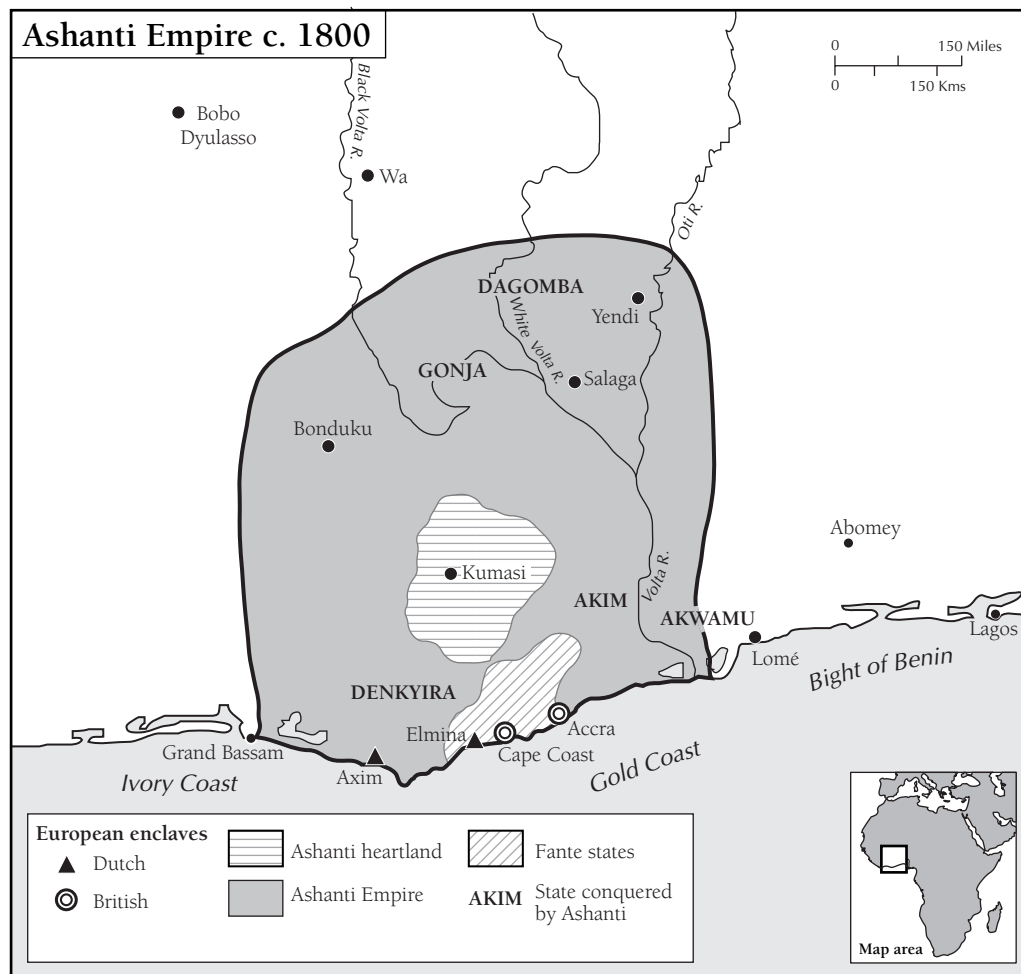 Ashanti Empire c. 1800
0 150 Miles
0 150 Kms
Black Volta R.
Bobo
Dyulasso
Wa
Oti R.
DAGOMBA
Yendi
White Volta R.
GONJA
Salaga
Bonduku
Abomey
Kumasi
Volta R.
AKIM
AKWAMU
Lagos
Lomé
Bight of Benin
DENKYIRA
Elmina
Accra
Grand Bassam
Cape Coast
Axim
Gold Coast
Ivory Coast
European enclaves
Dutch
British
Ashanti heartland
Ashanti Empire
Fante states
AKIM State conquered
by Ashanti
Map area